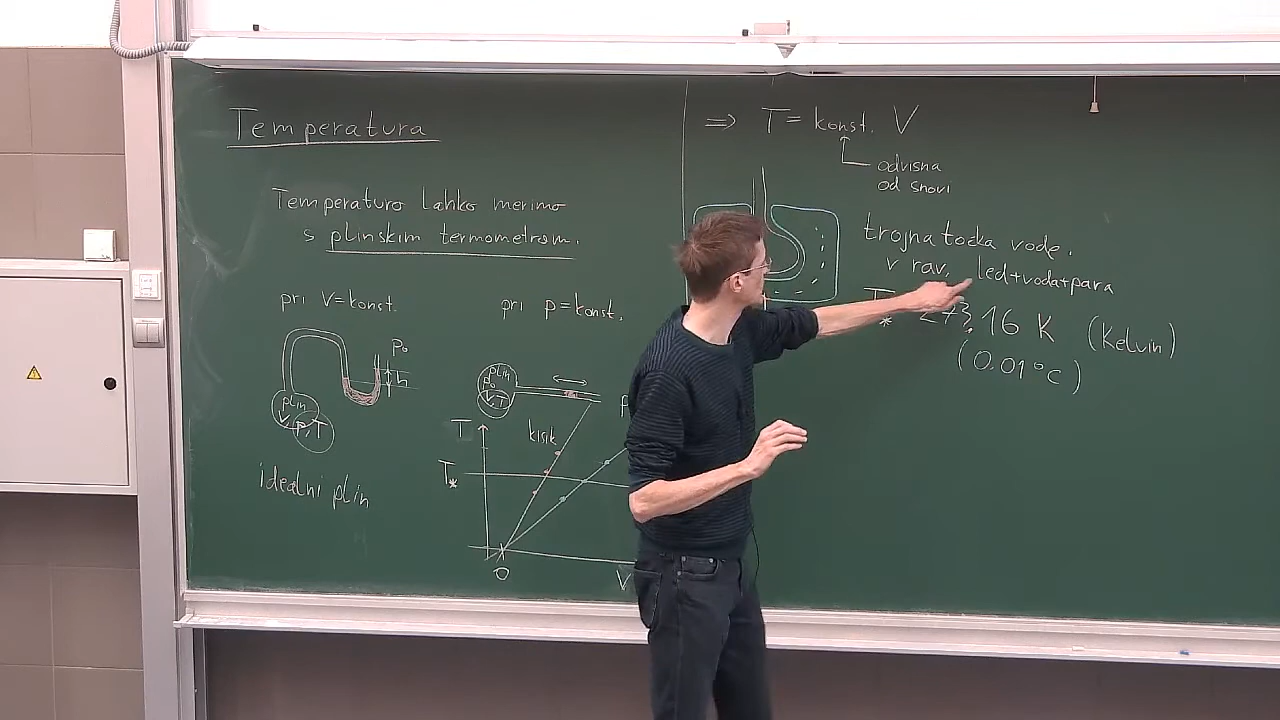 Temperatura
Temperaturo lahko merimo
s plinskim termometrom.
pri V=konst.
pri p=konst.
P₀
h
plin
V, P, T
idealni plin
plin
p₀
V, T
T
kisik
T*
0
V
⇒ T = konst. V
odvisna
od snovi
trojna točka vode.
v rav. led+voda+para
T* 273,16 K (Kelvin)
(0.01°C)